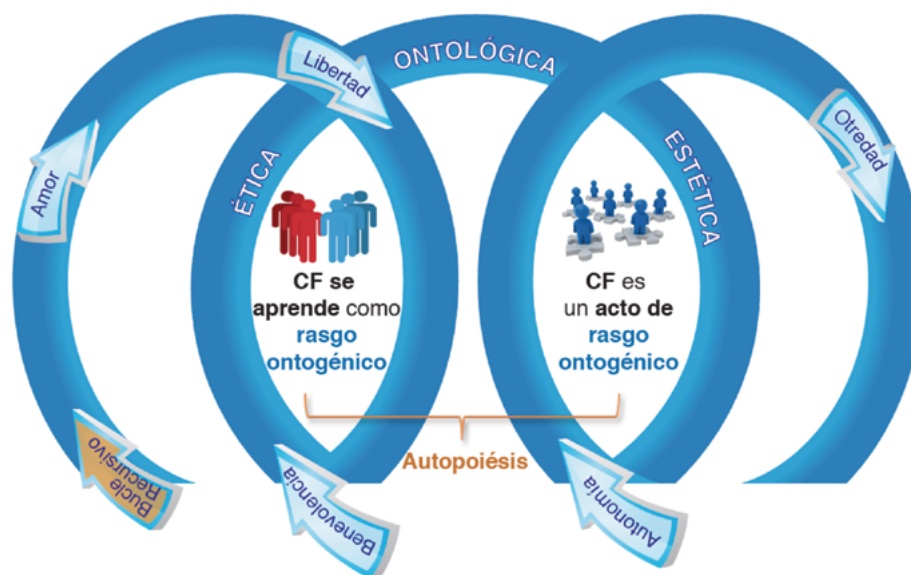 Libertad
ONTOLÓGICA
Amor
ÉTICA
ESTÉTICA
Otredad
CF se
aprende como
rasgo
ontogénico
CF es
un acto de
rasgo
ontogénico
Autopoiésis
Bucle
Recursivo
Benevolencia
Autonomía